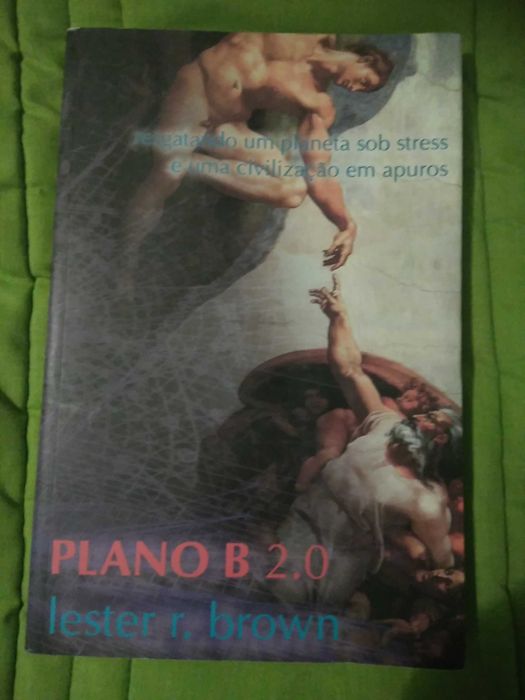 resgatando um planeta sob stress
e uma civilização em apuros
PLANO B 2.0
lester r. brown